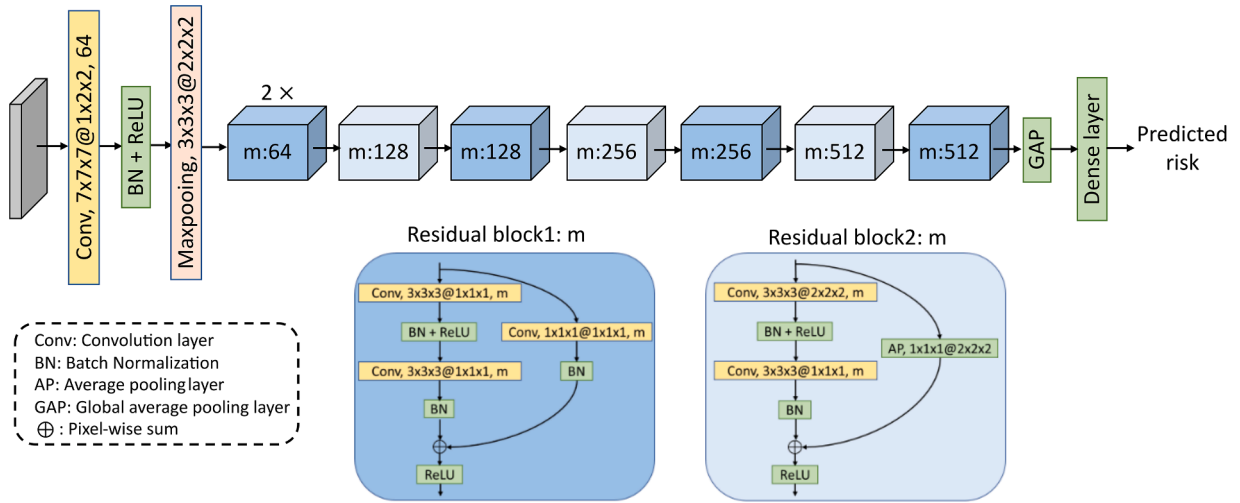 Conv, 7x7x7@1x2x2, 64
BN + ReLU
Maxpooing, 3x3x3@2x2x2
2 ×
m:64
m:128
m:128
m:256
m:256
m:512
m:512
GAP
Dense layer
Predicted
risk
Residual block1: m
Conv, 3x3x3@1x1x1, m
BN + ReLU
Conv, 1x1x1@1x1x1, m
Conv, 3x3x3@1x1x1, m
BN
BN
ReLU
Residual block2: m
Conv, 3x3x3@2x2x2, m
BN + ReLU
AP, 1x1x1@2x2x2
Conv, 3x3x3@1x1x1, m
BN
ReLU
Conv: Convolution layer
BN: Batch Normalization
AP: Average pooling layer
GAP: Global average pooling layer
⊕ : Pixel-wise sum